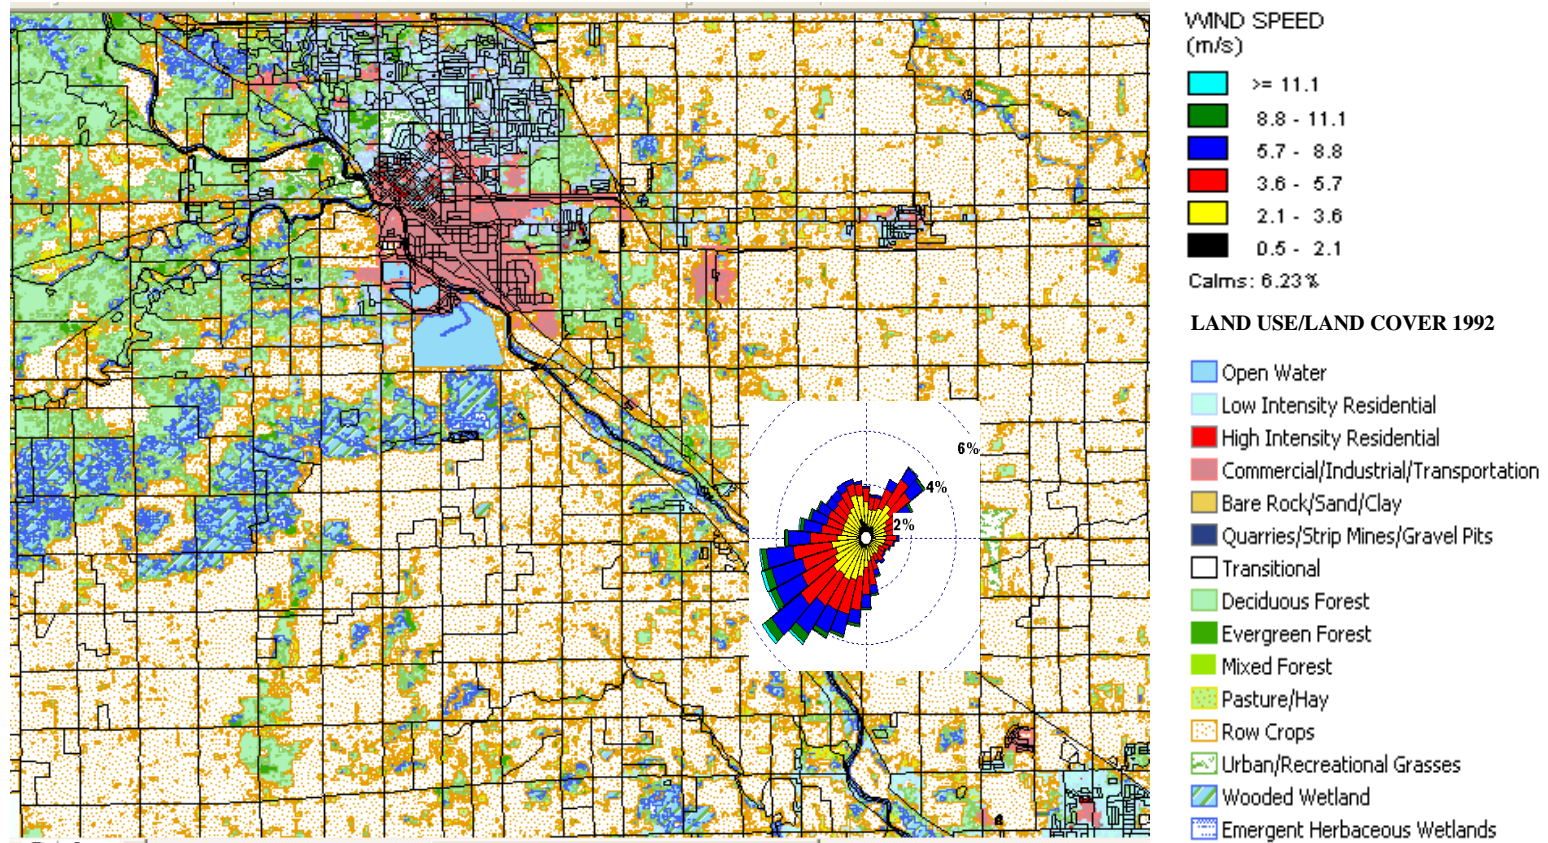 WIND SPEED
(m/s)
>= 11.1
8.8 - 11.1
5.7 - 8.8
3.6 - 5.7
2.1 - 3.6
0.5 - 2.1
Calms: 6.23%
LAND USE/LAND COVER 1992
Open Water
Low Intensity Residential
High Intensity Residential
Commercial/Industrial/Transportation
Bare Rock/Sand/Clay
Quarries/Strip Mines/Gravel Pits
Transitional
Deciduous Forest
Evergreen Forest
Mixed Forest
Pasture/Hay
Row Crops
Urban/Recreational Grasses
Wooded Wetland
Emergent Herbaceous Wetlands
6%
4%
2%